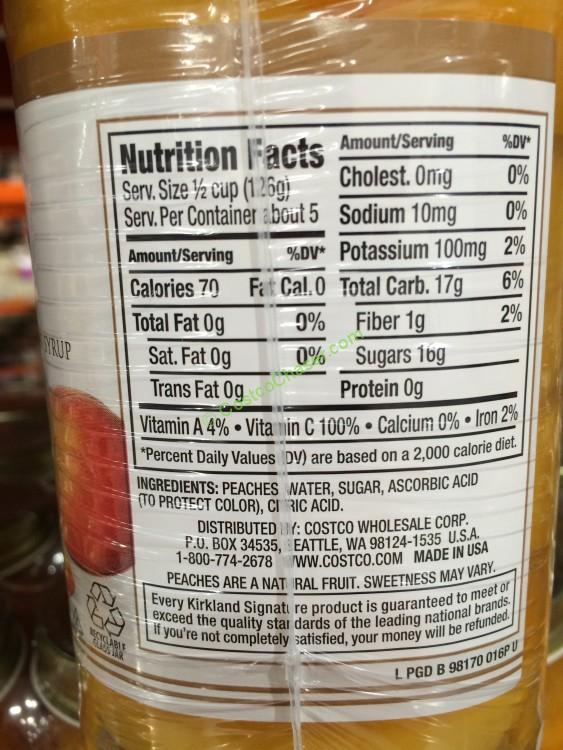 Nutrition Facts
Serv. Size ½ cup (126g)
Serv. Per Container about 5
Amount/Serving %DV*
Calories 70 Fat Cal. 0
Total Fat 0g 0%
Sat. Fat 0g 0%
Trans Fat 0g
Amount/Serving %DV*
Cholest. 0mg 0%
Sodium 10mg 0%
Potassium 100mg 2%
Total Carb. 17g 6%
Fiber 1g 2%
Sugars 16g
Protein 0g
Vitamin A 4% • Vitamin C 100% • Calcium 0% • Iron 2%
*Percent Daily Values (DV) are based on a 2,000 calorie diet.
INGREDIENTS: PEACHES, WATER, SUGAR, ASCORBIC ACID
(TO PROTECT COLOR), CITRIC ACID.
DISTRIBUTED BY: COSTCO WHOLESALE CORP.
P.O. BOX 34535, SEATTLE, WA 98124-1535 U.S.A.
1-800-774-2678 WWW.COSTCO.COM MADE IN USA
PEACHES ARE A NATURAL FRUIT. SWEETNESS MAY VARY.
Every Kirkland Signature product is guaranteed to meet or
exceed the quality standards of the leading national brands.
If you're not completely satisfied, your money will be refunded.
L PGD B 98170 016P U
SYRUP
RECYCLABLE
GLASS JAR
CostcoChaser.com